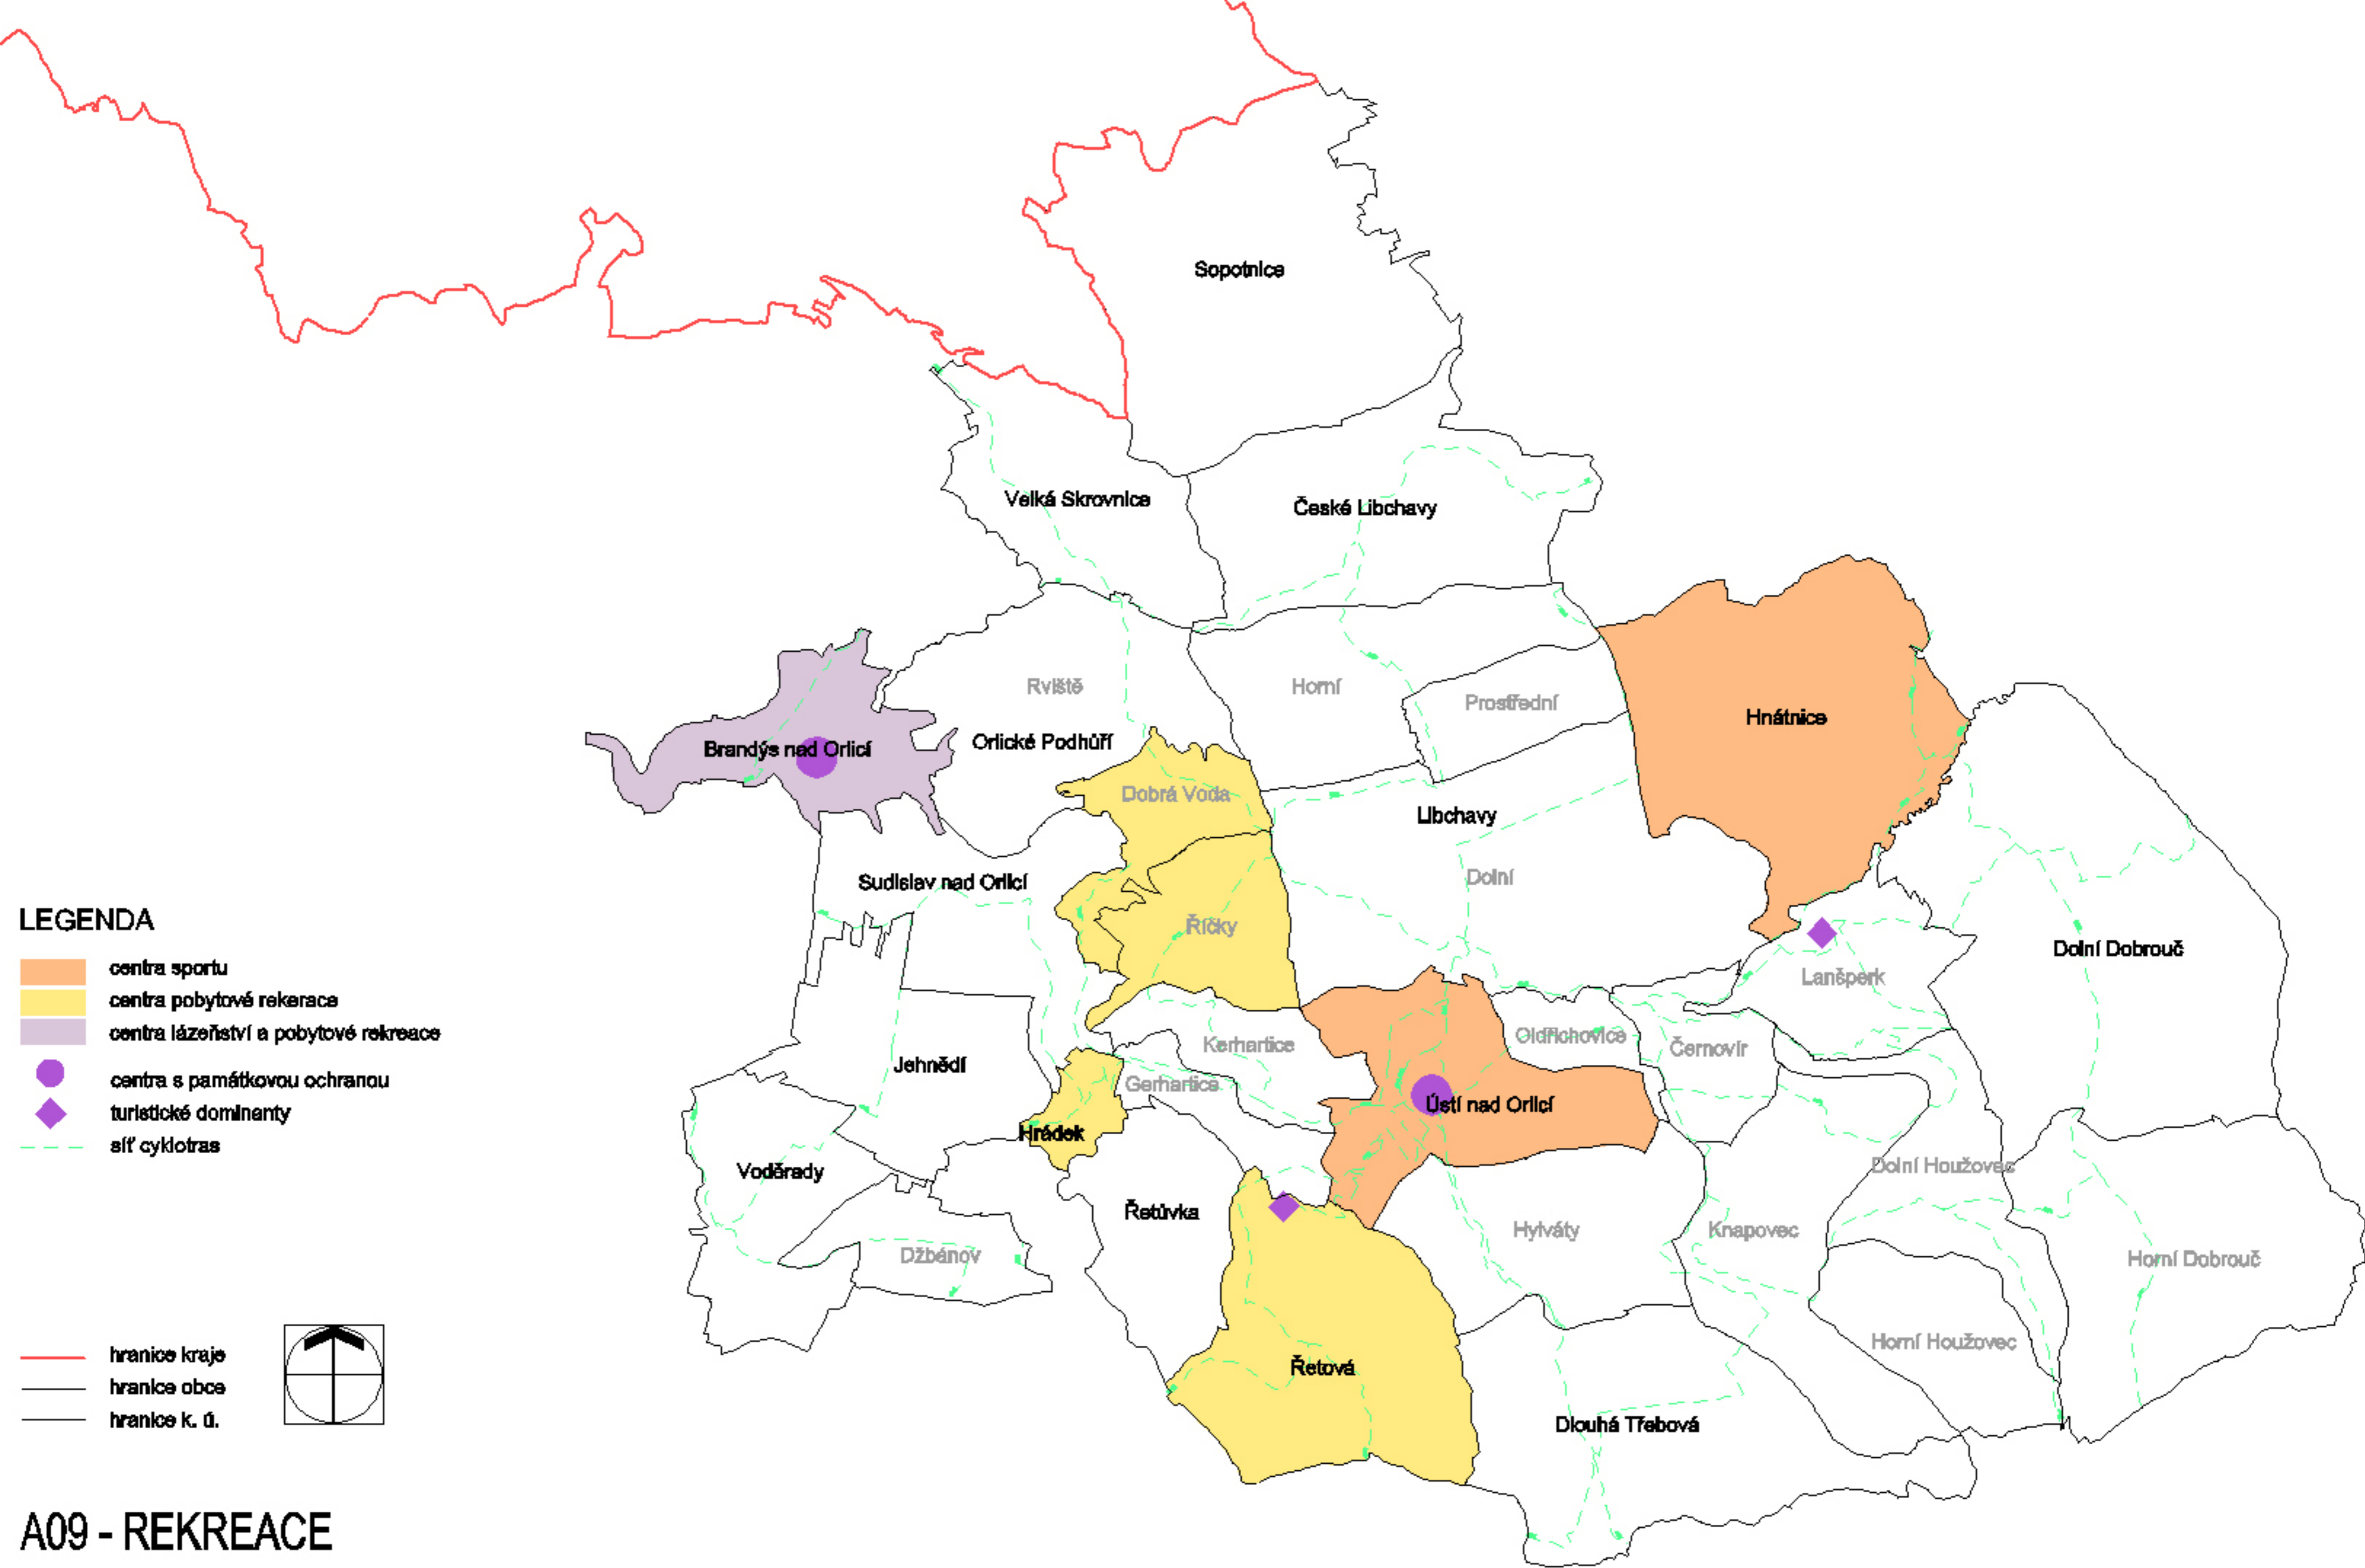 Sopotnice
Velká Skrovnice
České Libchavy
Rviště
Horní
Prostřední
Hnátnice
Orlické Podhůří
Brandýs nad Orlicí
Dobrá Voda
Libchavy
Dolní
Sudislav nad Orlicí
Říčky
Dolní Dobrouč
Lanšperk
Oldřichovice
Černovír
Kerhartice
Jehnědí
Gerhartice
Ústí nad Orlicí
Hrádek
Voděrady
Dolní Houžovec
Řetůvka
Hylváty
Knapovec
Džbánov
Horní Dobrouč
Horní Houžovec
Řetová
Dlouhá Třebová
LEGENDA
centra sportu
centra pobytové rekerace
centra lázeňství a pobytové rekreace
centra s památkovou ochranou
turistické dominanty
síť cyklotras
hranice kraje
hranice obce
hranice k. ú.
A09 - REKREACE